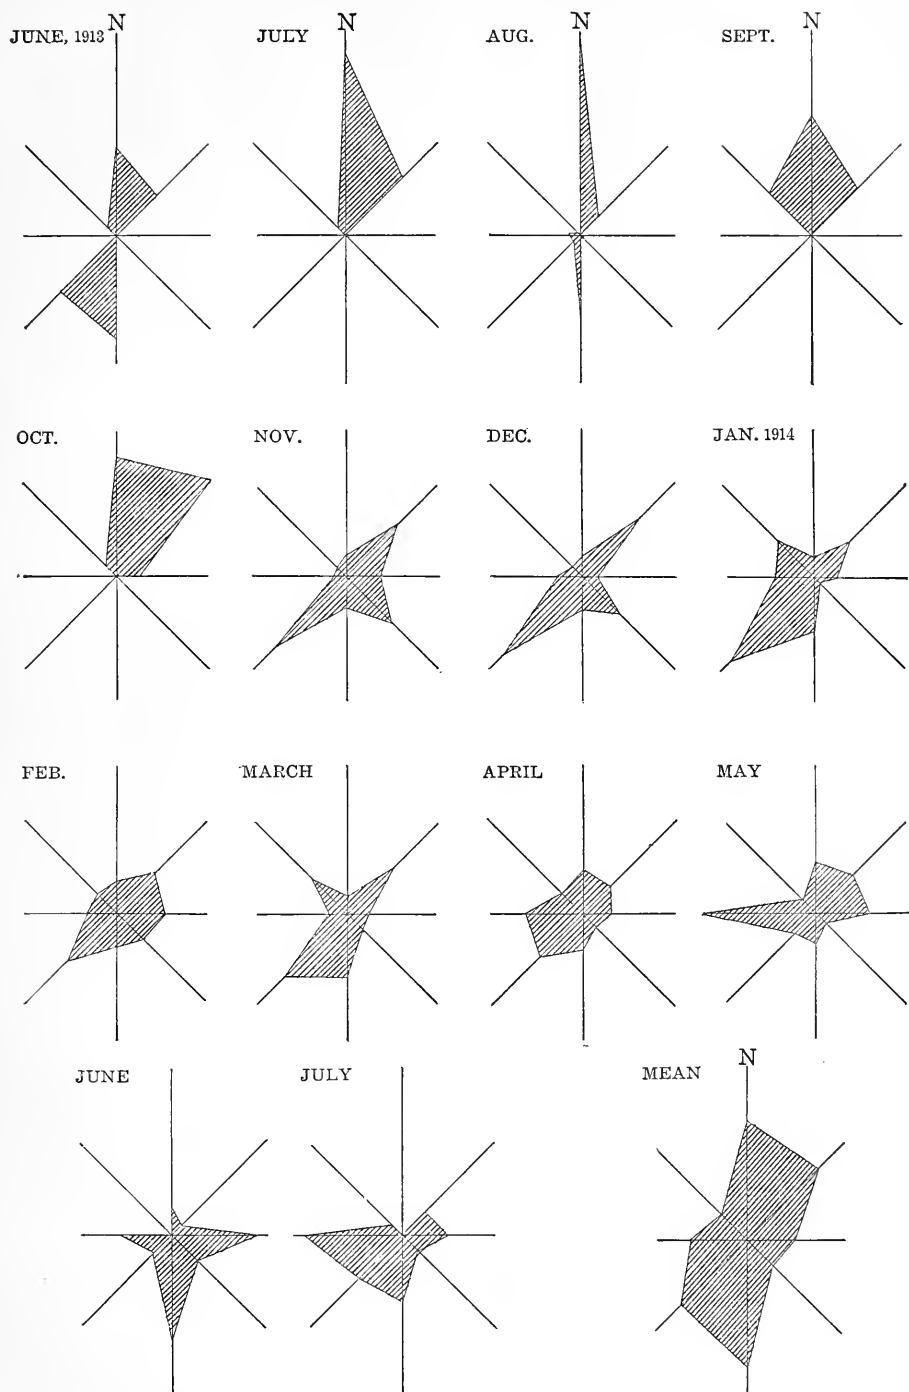 N N N N
JUNE, 1913 JULY AUG. SEPT.
OCT. NOV. DEC. JAN. 1914
FEB. MARCH APRIL MAY
N
JUNE JULY MEAN